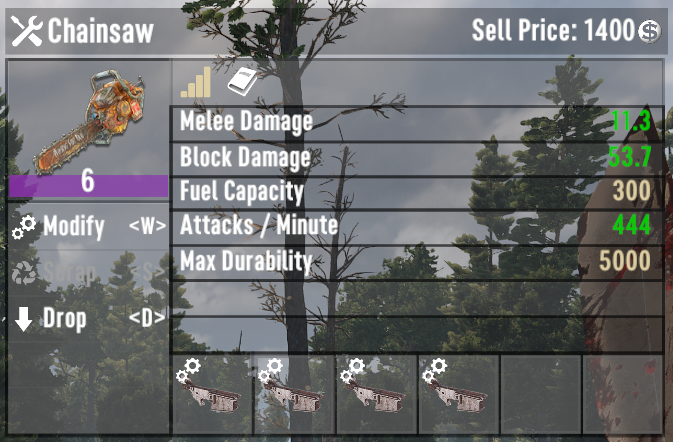 Chainsaw
Sell Price: 1400
6
Modify <W>
Scrap <S>
Drop <D>
Melee Damage 11.3
Block Damage 53.7
Fuel Capacity 300
Attacks / Minute 444
Max Durability 5000